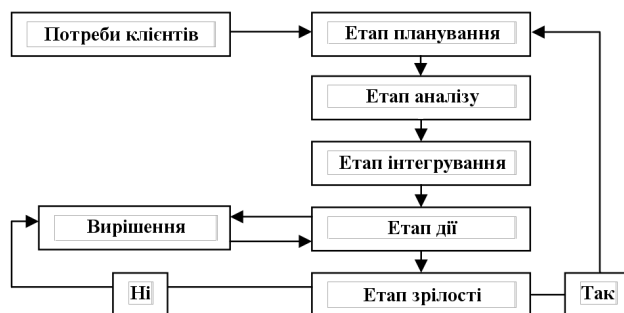 Потреби клієнтів
Етап планування
Етап аналізу
Етап інтегрування
Вирішення
Етап дії
Ні
Етап зрілості
Так